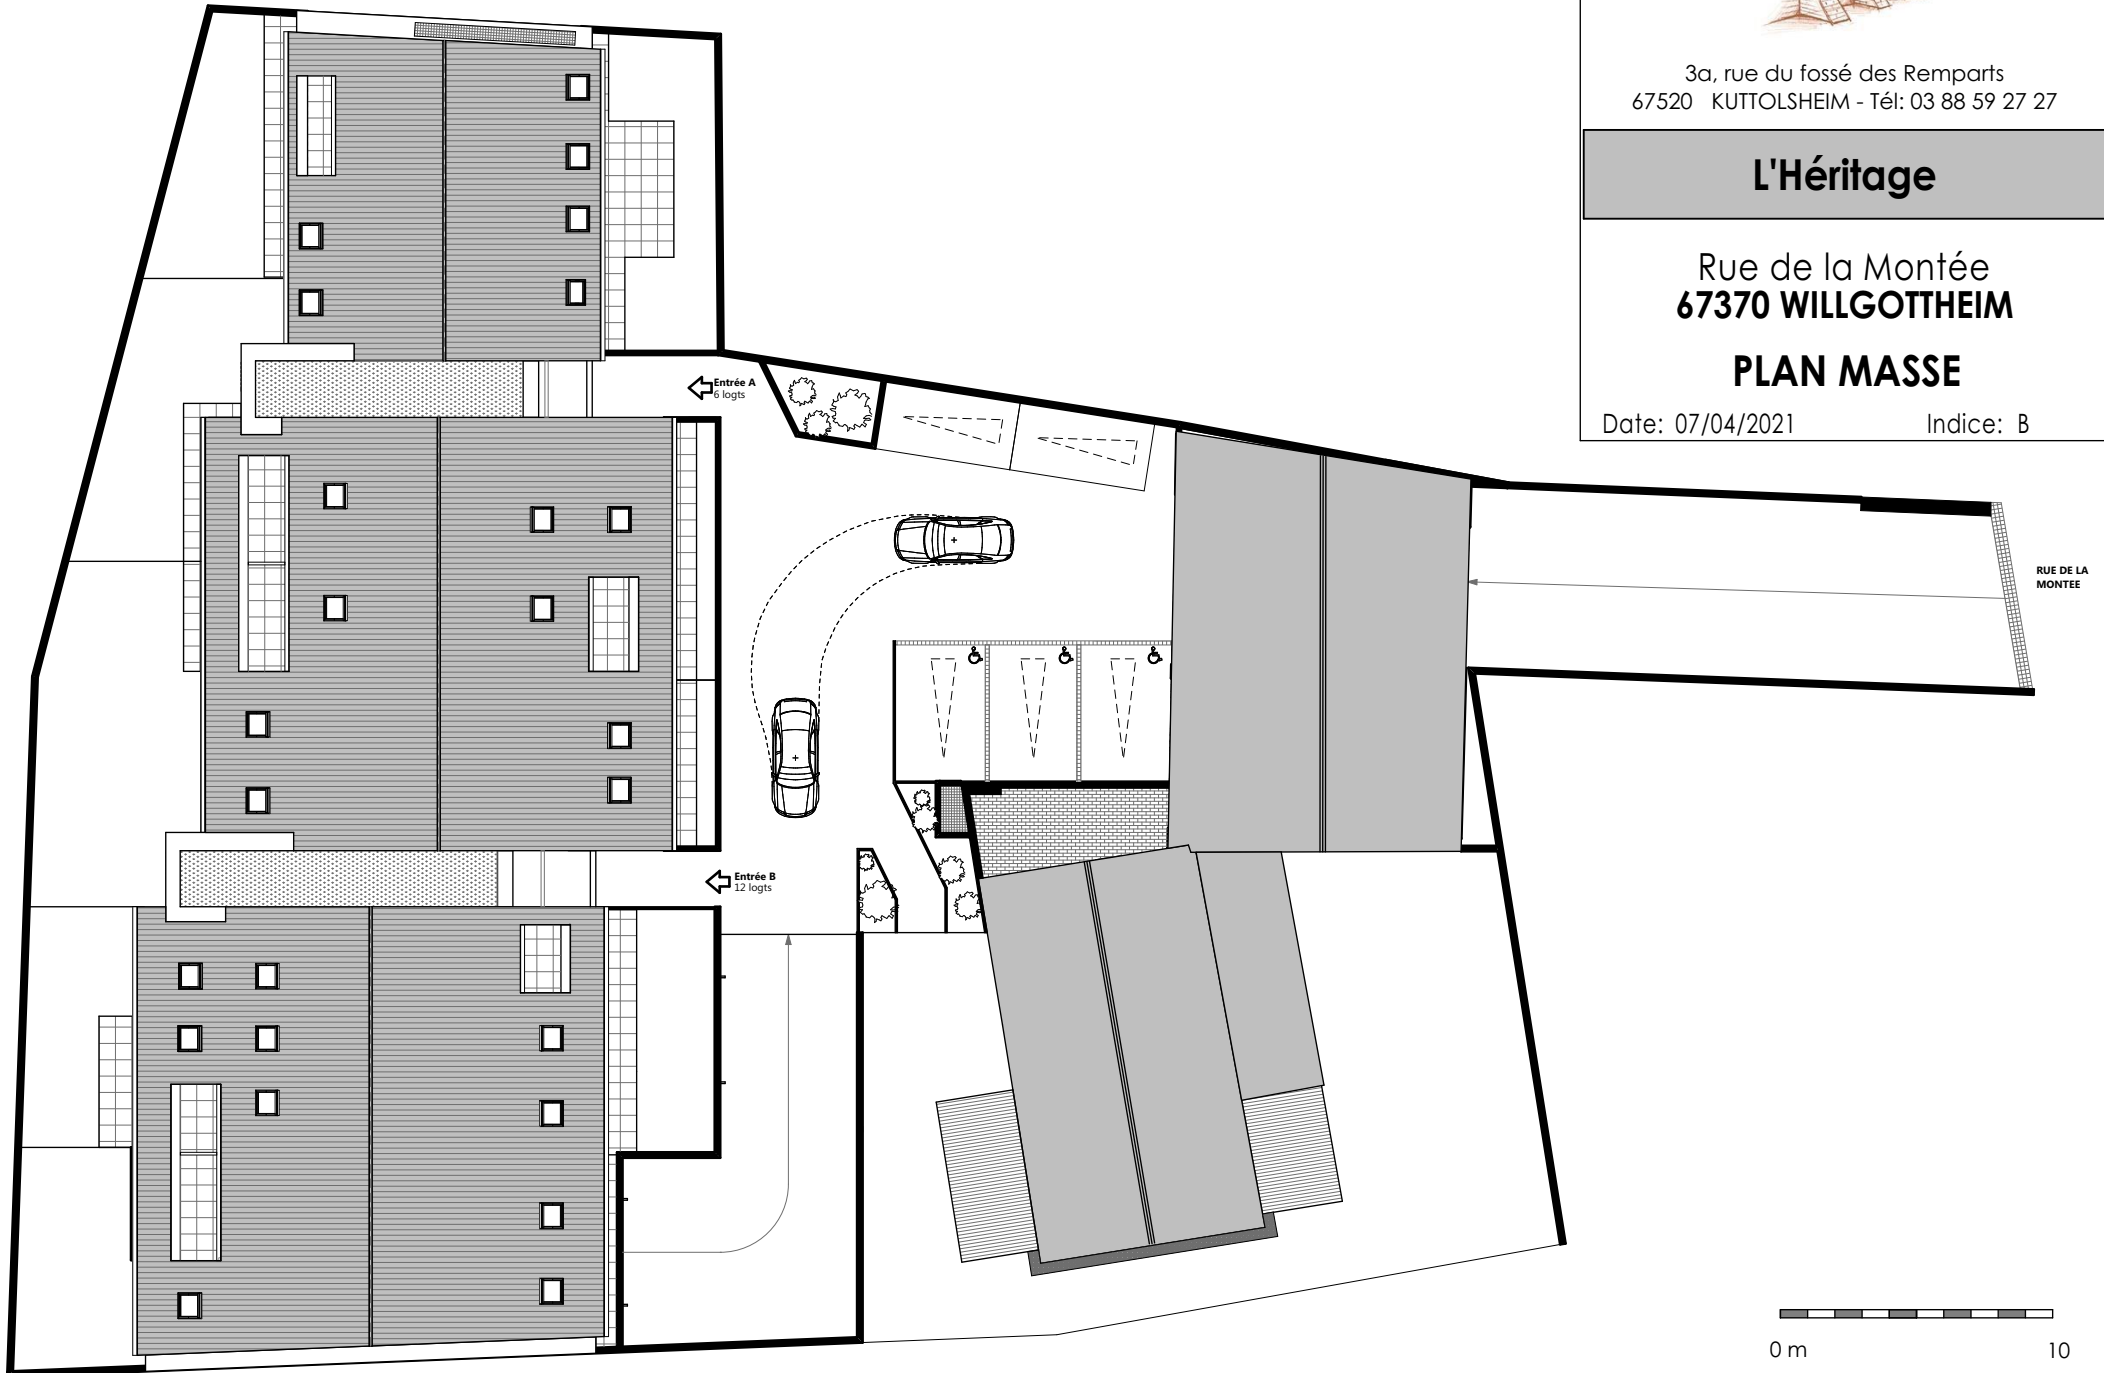 3a, rue du fossé des Remparts
67520 KUTTOLSHEIM - Tél: 03 88 59 27 27
L'Héritage
Rue de la Montée
67370 WILLGOTTHEIM
PLAN MASSE
Date: 07/04/2021 Indice: B
Entrée A
6 logts
RUE DE LA
MONTEE
Entrée B
12 logts
0 m 10